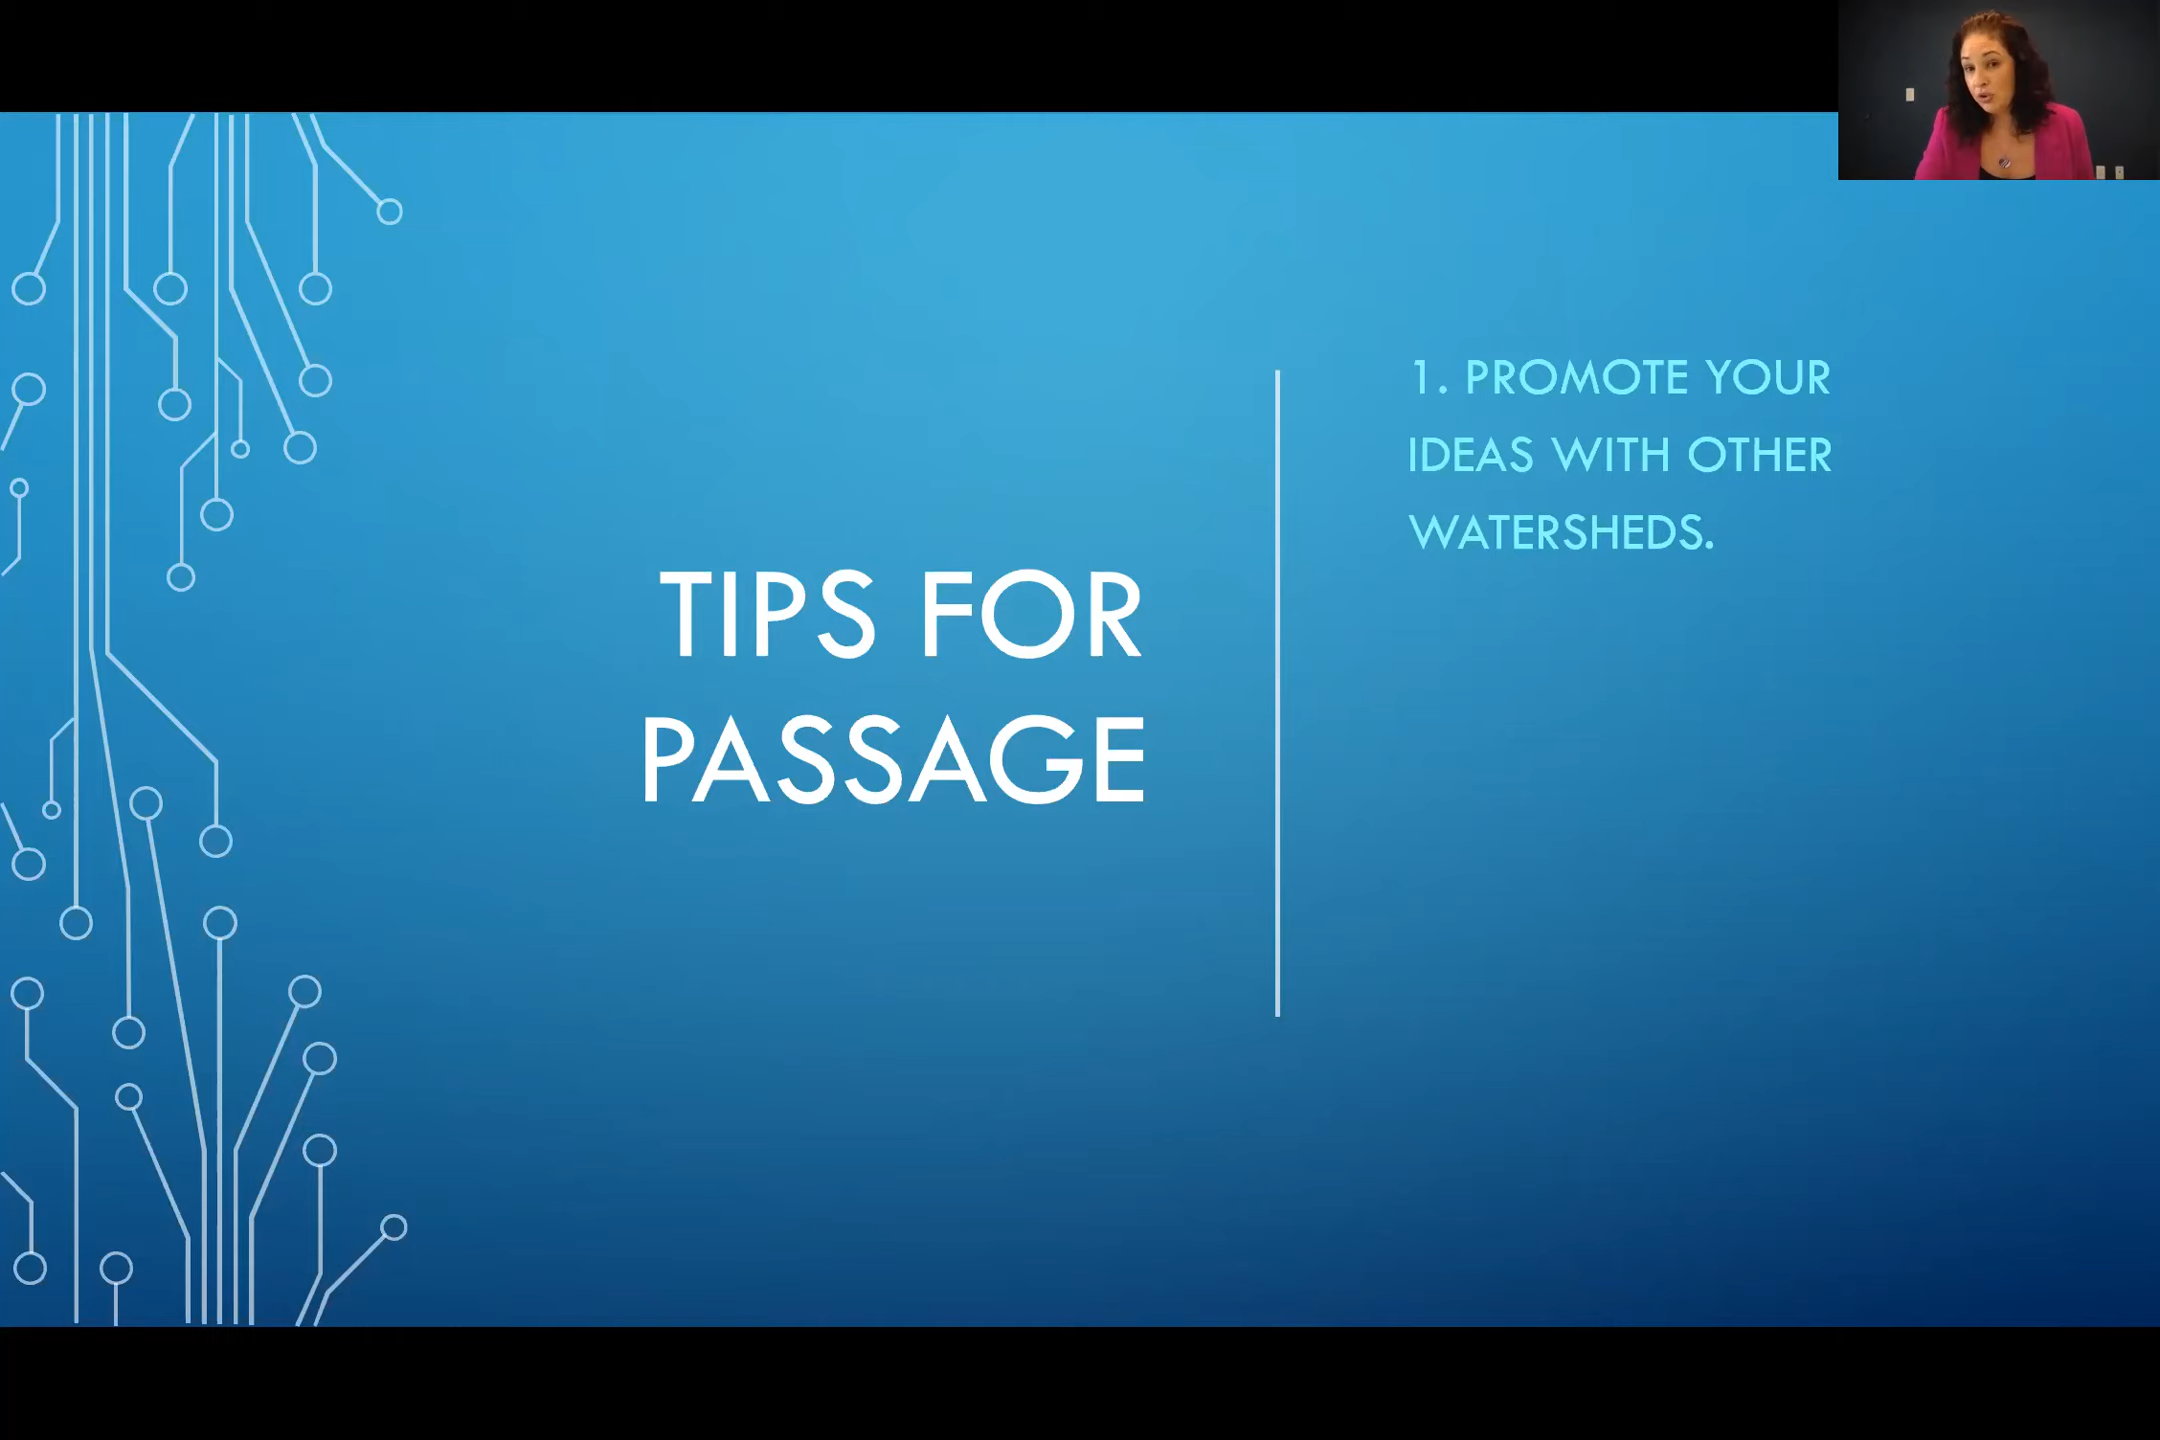 TIPS FOR
PASSAGE
1. PROMOTE YOUR
IDEAS WITH OTHER
WATERSHEDS.